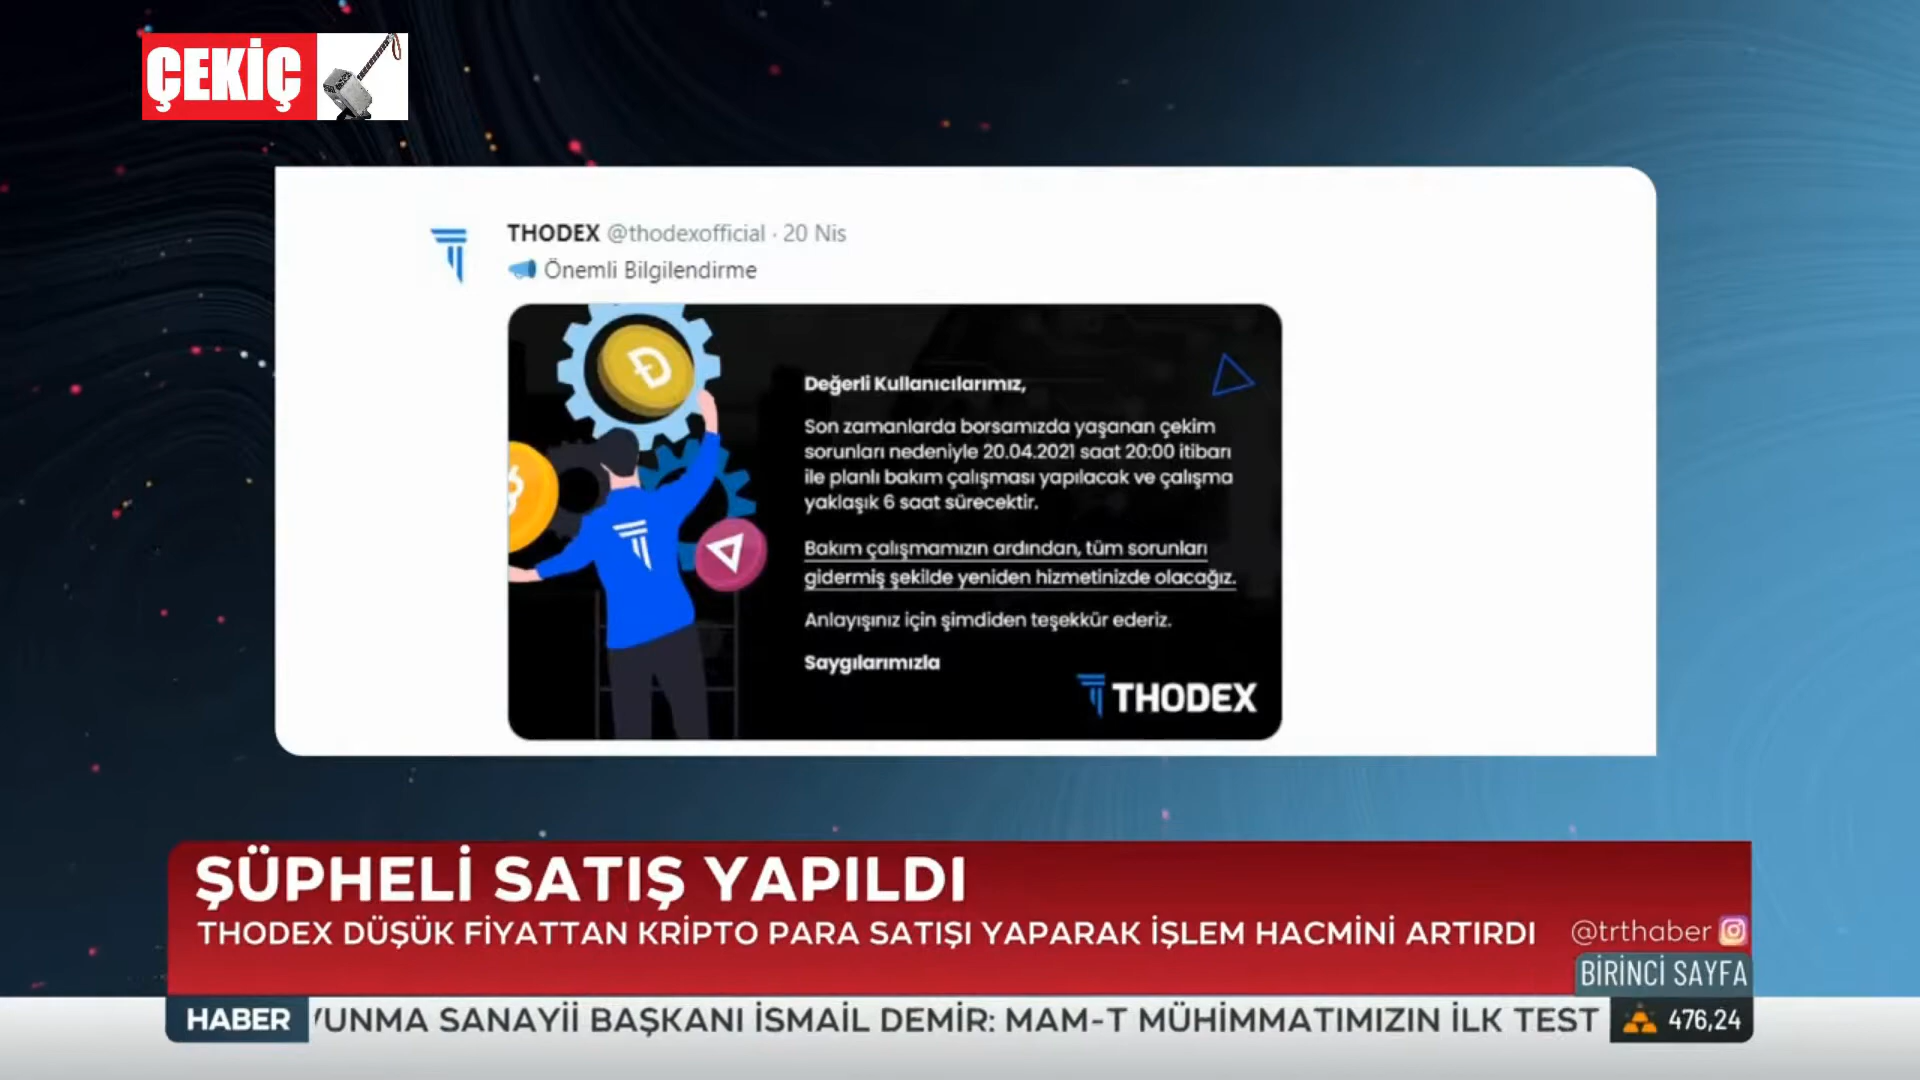 ÇEKİÇ
THODEX @thodexofficial · 20 Nis
Önemli Bilgilendirme
Değerli Kullanıcılarımız,
Son zamanlarda borsamızda yaşanan çekim
sorunları nedeniyle 20.04.2021 saat 20:00 itibarı
ile planlı bakım çalışması yapılacak ve çalışma
yaklaşık 6 saat sürecektir.
Bakım çalışmamızın ardından, tüm sorunları
gidermiş şekilde yeniden hizmetinizde olacağız.
Anlayışınız için şimdiden teşekkür ederiz.
Saygılarımızla
THODEX
ŞÜPHELİ SATIŞ YAPILDI
THODEX DÜŞÜK FİYATTAN KRİPTO PARA SATIŞI YAPARAK İŞLEM HACMİNİ ARTIRDI
@trthaber
BİRİNCİ SAYFA
HABER VUNMA SANAYİİ BAŞKANI İSMAİL DEMİR: MAM-T MÜHİMMATIMIZIN İLK TEST 476,24